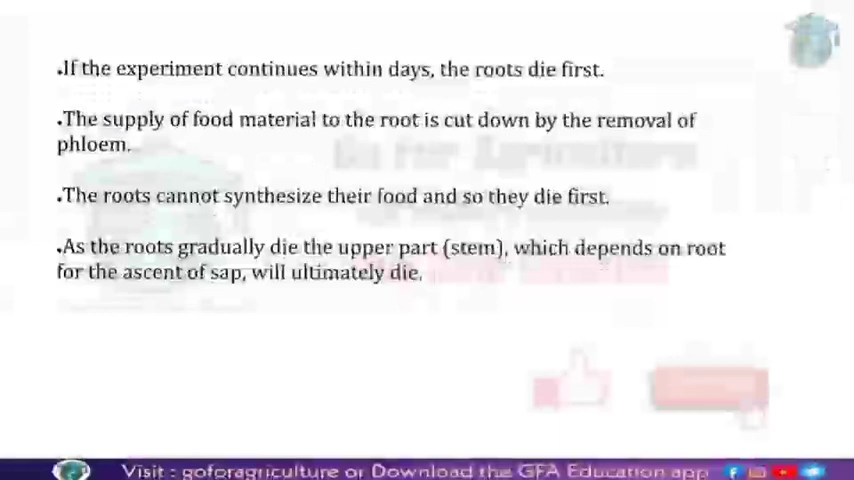 .If the experiment continues within days, the roots die first.
.The supply of food material to the root is cut down by the removal of
phloem.
.The roots cannot synthesize their food and so they die first.
.As the roots gradually die the upper part (stem), which depends on root
for the ascent of sap, will ultimately die.
Go for Agriculture
Visit : goforagriculture or Download the GFA Education app